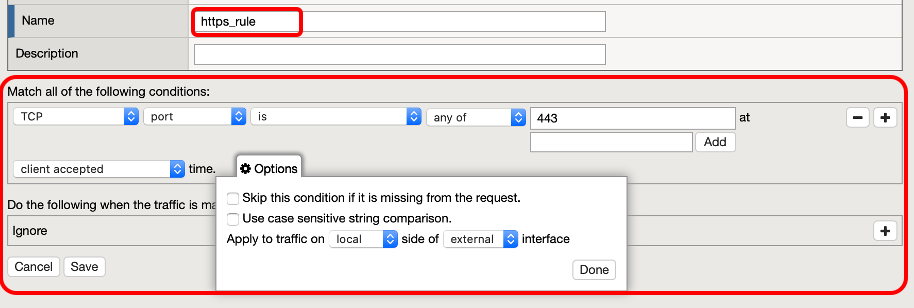 Name https_rule
Description
Match all of the following conditions:
TCP port is any of 443 at
Add
client accepted time. Options
Skip this condition if it is missing from the request.
Do the following when the traffic is ma
Use case sensitive string comparison.
Ignore
Apply to traffic on local side of external interface
Cancel Save
Done